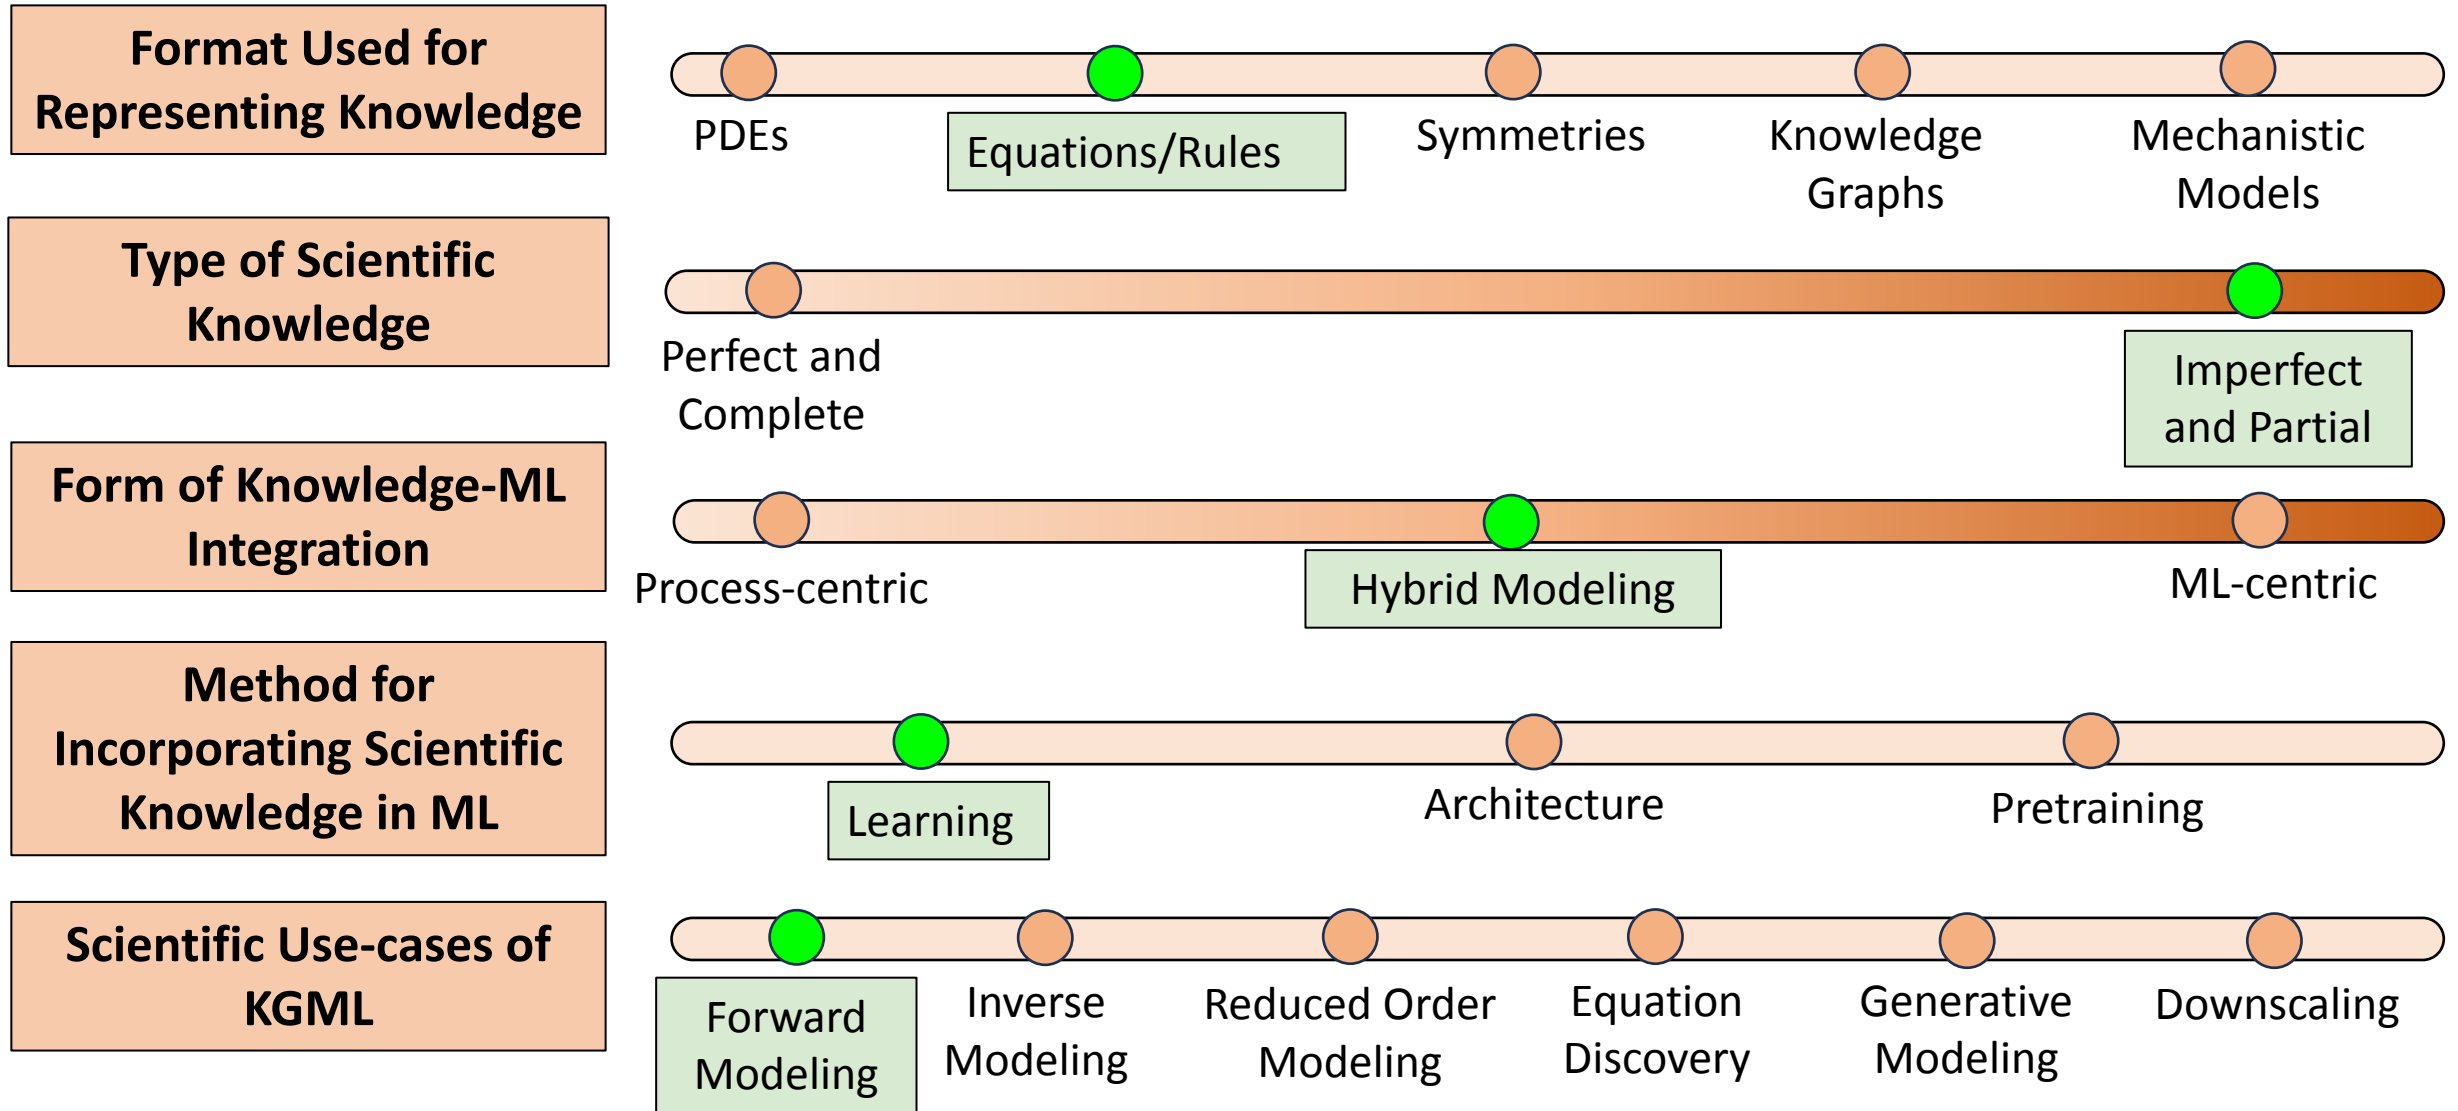 Format Used for
Representing Knowledge
PDEs
Equations/Rules
Symmetries
Knowledge
Graphs
Mechanistic
Models
Type of Scientific
Knowledge
Perfect and
Complete
Imperfect
and Partial
Form of Knowledge-ML
Integration
Process-centric
Hybrid Modeling
ML-centric
Method for
Incorporating Scientific
Knowledge in ML
Learning
Architecture
Pretraining
Scientific Use-cases of
KGML
Forward
Modeling
Inverse
Modeling
Reduced Order
Modeling
Equation
Discovery
Generative
Modeling
Downscaling